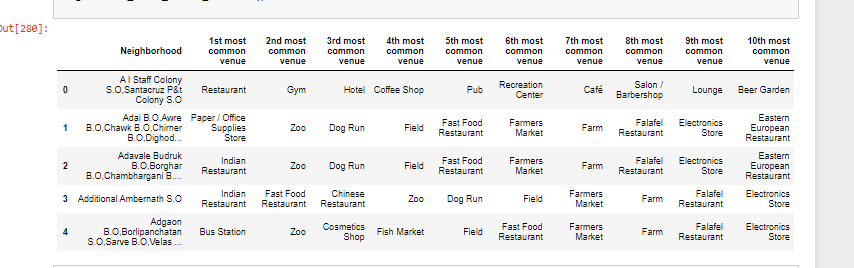 Out[280]:
Neighborhood 1st most common venue 2nd most common venue 3rd most common venue 4th most common venue 5th most common venue 6th most common venue 7th most common venue 8th most common venue 9th most common venue 10th most common venue
0 A I Staff Colony S.O,Santacruz P&t Colony S.O Restaurant Gym Hotel Coffee Shop Pub Recreation Center Café Salon / Barbershop Lounge Beer Garden
1 Adai B.O,Awre B.O,Chawk B.O,Chirner B.O,Dighod... Paper / Office Supplies Store Zoo Dog Run Field Fast Food Restaurant Farmers Market Farm Falafel Restaurant Electronics Store Eastern European Restaurant
2 Adavale Budruk B.O,Borghar B.O,Chambhargani B.... Indian Restaurant Zoo Dog Run Field Fast Food Restaurant Farmers Market Farm Falafel Restaurant Electronics Store Eastern European Restaurant
3 Additional Ambernath S.O Indian Restaurant Fast Food Restaurant Chinese Restaurant Zoo Dog Run Field Farmers Market Farm Falafel Restaurant Electronics Store
4 Adgaon B.O,Borlipanchatan S.O,Sarve B.O,Velas ... Bus Station Zoo Cosmetics Shop Fish Market Field Fast Food Restaurant Farmers Market Farm Falafel Restaurant Electronics Store